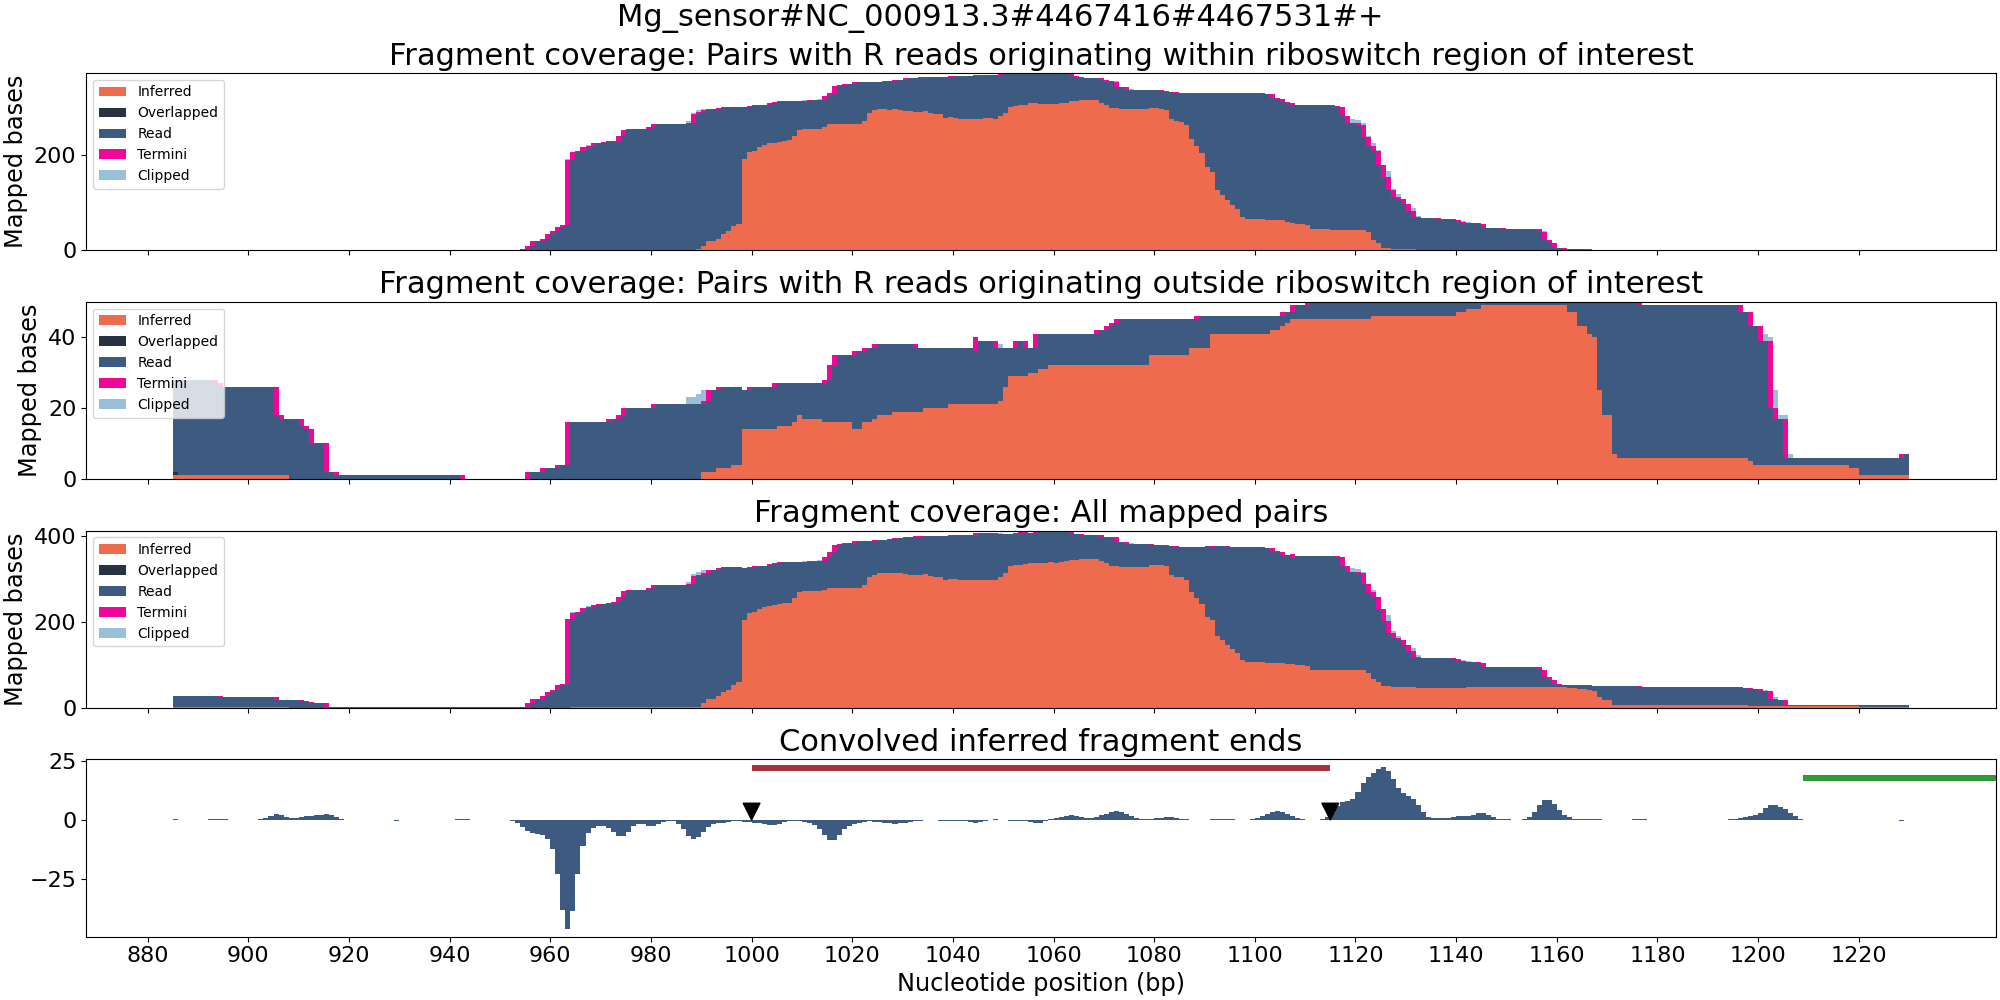 Mg_sensor#NC_000913.3#4467416#4467531#+
Fragment coverage: Pairs with R reads originating within riboswitch region of interest
Mapped bases
200
0
Inferred
Overlapped
Read
Termini
Clipped
Fragment coverage: Pairs with R reads originating outside riboswitch region of interest
Mapped bases
40
20
0
Inferred
Overlapped
Read
Termini
Clipped
Fragment coverage: All mapped pairs
Mapped bases
400
200
0
Inferred
Overlapped
Read
Termini
Clipped
Convolved inferred fragment ends
25
0
−25
880 900 920 940 960 980 1000 1020 1040 1060 1080 1100 1120 1140 1160 1180 1200 1220
Nucleotide position (bp)